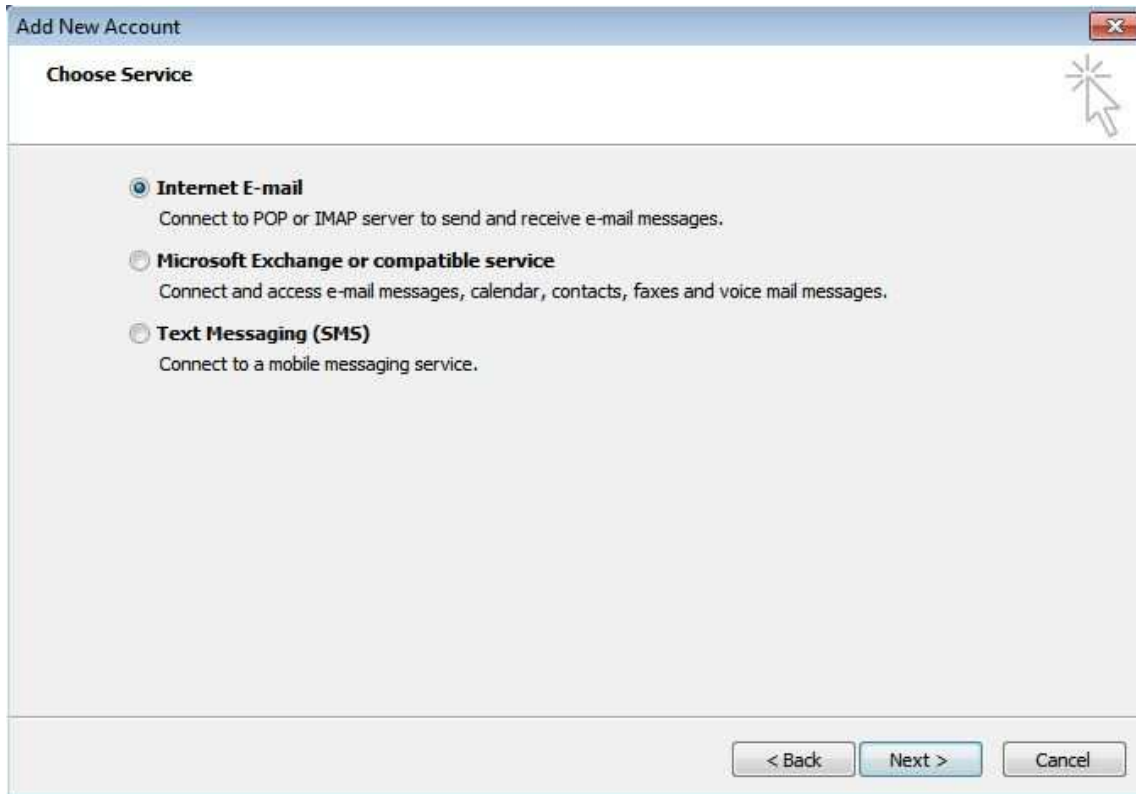 Add New Account
Choose Service
Internet E-mail
Connect to POP or IMAP server to send and receive e-mail messages.
Microsoft Exchange or compatible service
Connect and access e-mail messages, calendar, contacts, faxes and voice mail messages.
Text Messaging (SMS)
Connect to a mobile messaging service.
< Back Next > Cancel